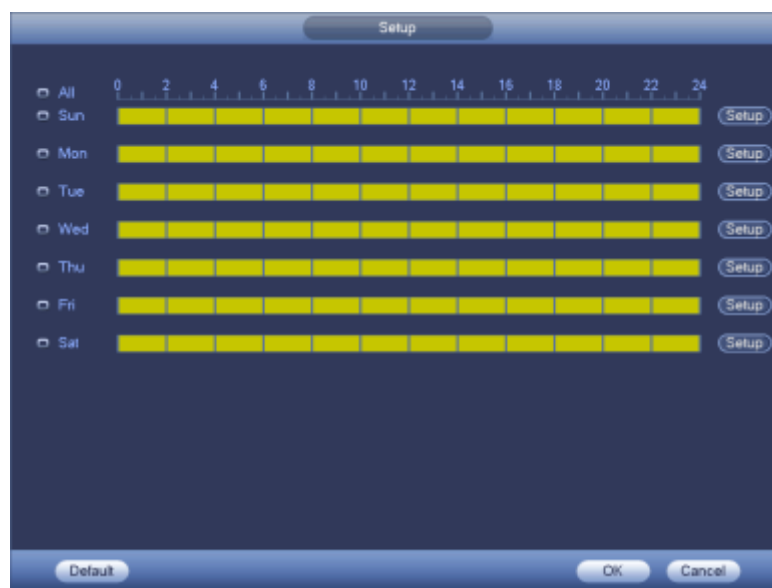 Setup
All 0 2 4 6 8 10 12 14 16 18 20 22 24
Sun Setup
Mon Setup
Tue Setup
Wed Setup
Thu Setup
Fri Setup
Sat Setup
Default OK Cancel